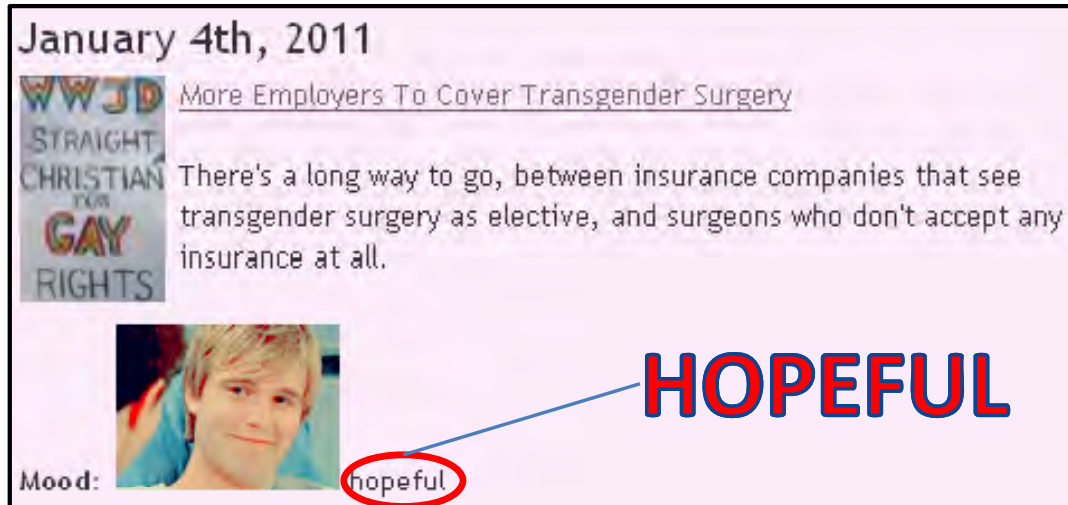 January 4th, 2011
WWJD
STRAIGHT
CHRISTIAN
FOR
GAY
RIGHTS
More Employers To Cover Transgender Surgery
There's a long way to go, between insurance companies that see
transgender surgery as elective, and surgeons who don't accept any
insurance at all.
HOPEFUL
Mood: hopeful